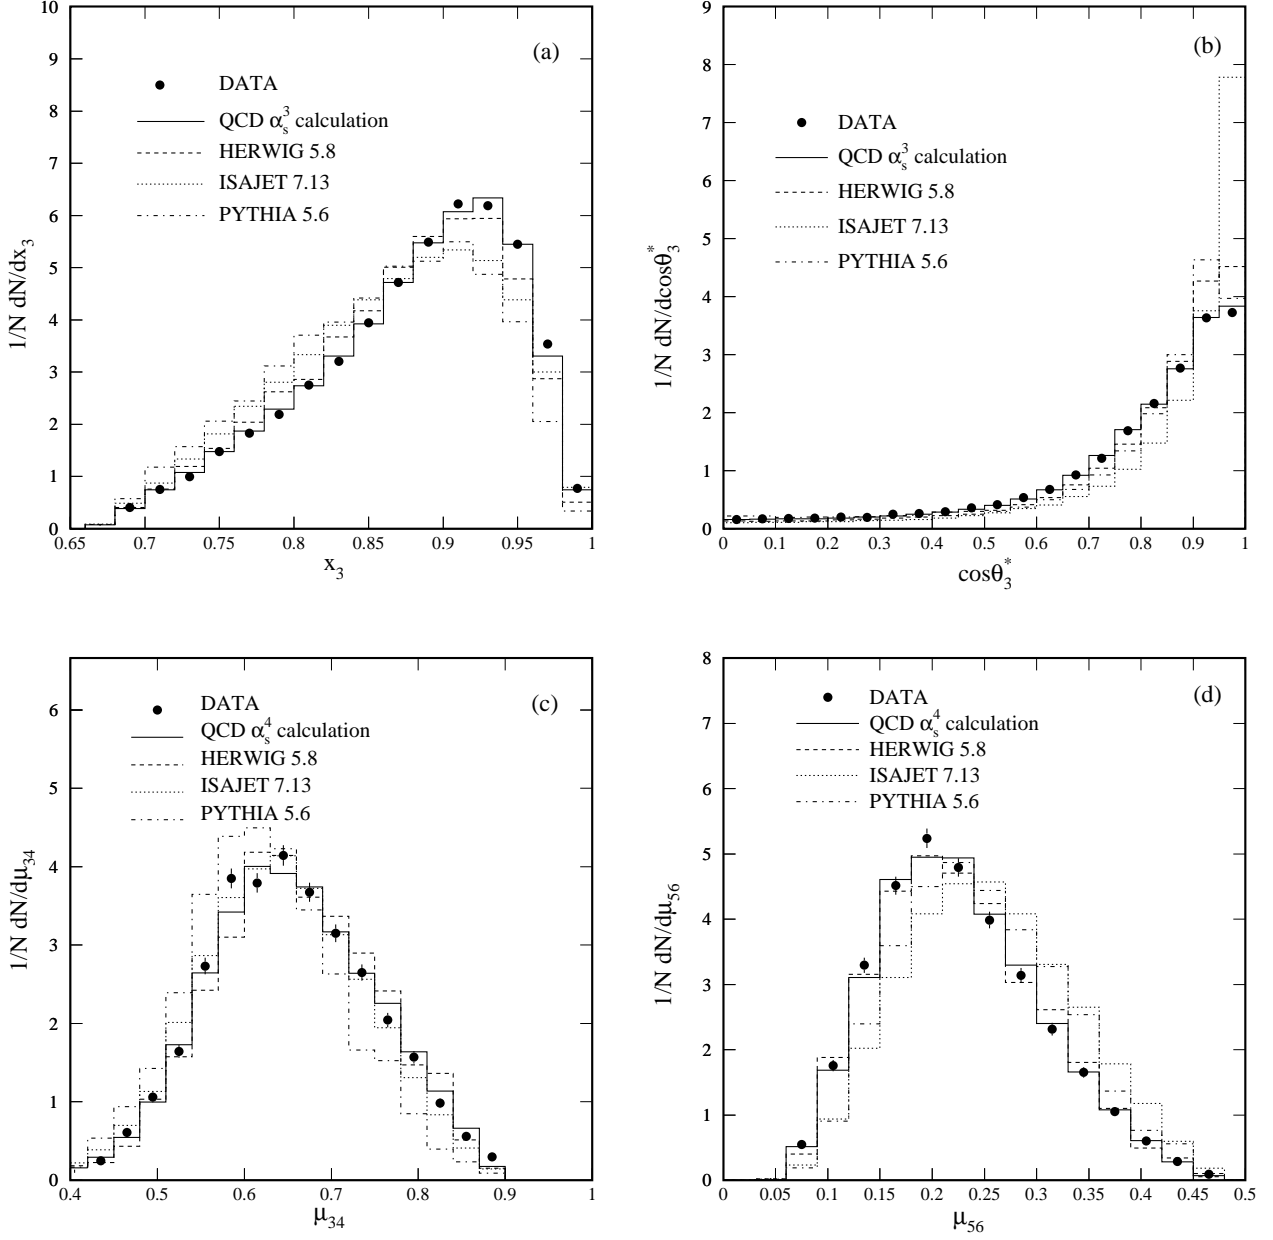 10
9
8
7
6
5
4
3
2
1
0
0.65
0.7
0.75
0.8
0.85
0.9
0.95
1
1/N dN/dx_3
x_3
(a)
DATA
QCD α_s^3 calculation
HERWIG 5.8
ISAJET 7.13
PYTHIA 5.6
9
8
7
6
5
4
3
2
1
0
0
0.1
0.2
0.3
0.4
0.5
0.6
0.7
0.8
0.9
1
1/N dN/dcosθ_3^*
cosθ_3^*
(b)
DATA
QCD α_s^3 calculation
HERWIG 5.8
ISAJET 7.13
PYTHIA 5.6
6
5
4
3
2
1
0
0.4
0.5
0.6
0.7
0.8
0.9
1
1/N dN/dμ_34
μ_34
(c)
DATA
QCD α_s^4 calculation
HERWIG 5.8
ISAJET 7.13
PYTHIA 5.6
8
7
6
5
4
3
2
1
0
0
0.05
0.1
0.15
0.2
0.25
0.3
0.35
0.4
0.45
0.5
1/N dN/dμ_56
μ_56
(d)
DATA
QCD α_s^4 calculation
HERWIG 5.8
ISAJET 7.13
PYTHIA 5.6